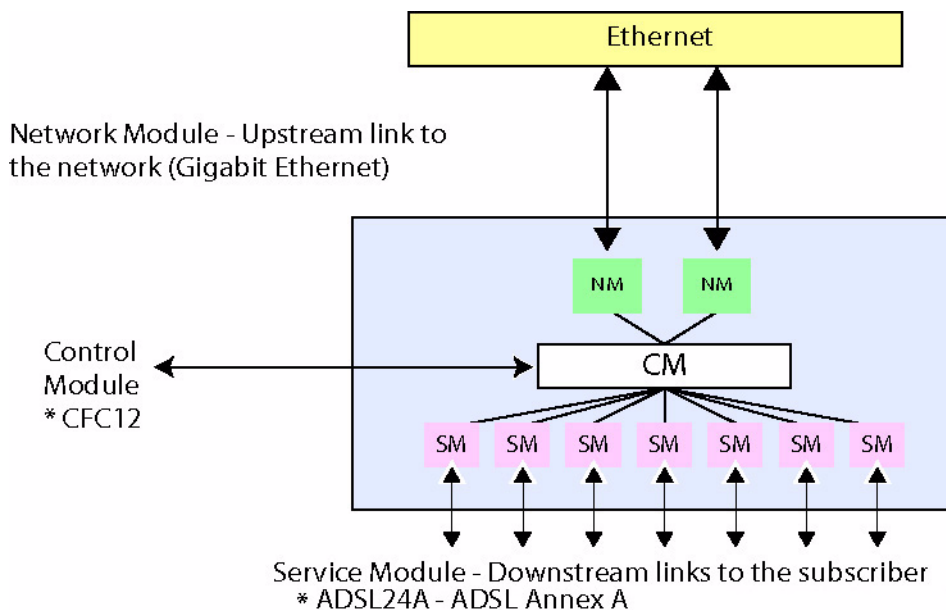 Ethernet
Network Module - Upstream link to
the network (Gigabit Ethernet)
NM NM
Control
Module
* CFC12
CM
SM SM SM SM SM SM SM
Service Module - Downstream links to the subscriber
* ADSL24A - ADSL Annex A